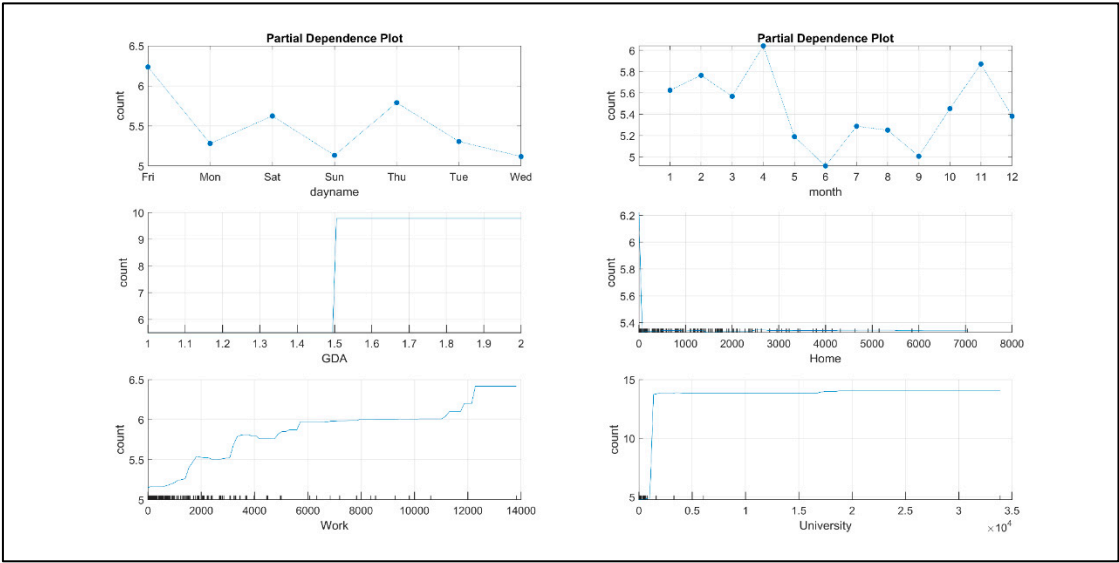 Partial Dependence Plot
6.5
6
5.5
5
count
Fri Mon Sat Sun Thu Tue Wed
dayname
Partial Dependence Plot
6
5.8
5.6
5.4
5.2
5
count
1 2 3 4 5 6 7 8 9 10 11 12
month
10
9
8
7
6
count
1 1.1 1.2 1.3 1.4 1.5 1.6 1.7 1.8 1.9 2
GDA
6.2
6
5.8
5.6
5.4
count
0 1000 2000 3000 4000 5000 6000 7000 8000
Home
6.5
6
5.5
5
count
0 2000 4000 6000 8000 10000 12000 14000
Work
15
10
5
count
0 0.5 1 1.5 2 2.5 3 3.5
University
×10⁴